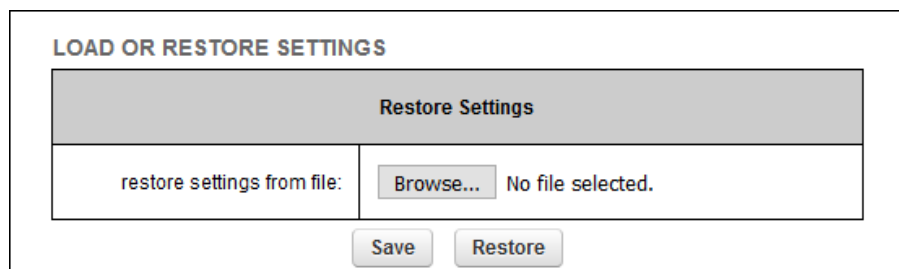 LOAD OR RESTORE SETTINGS
Restore Settings
restore settings from file: Browse... No file selected.
Save Restore